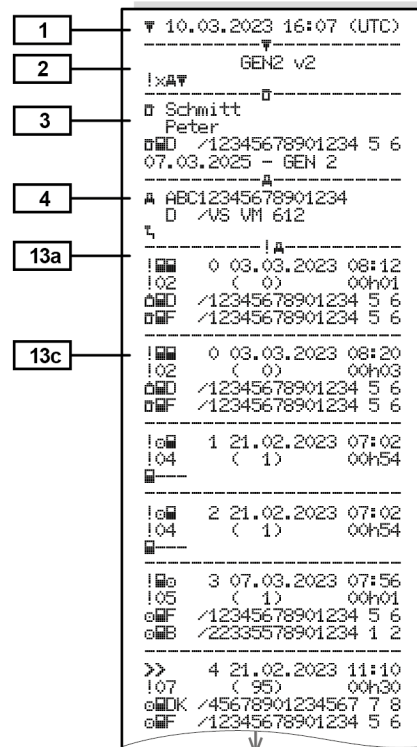 1
▼ 10.03.2023 16:07 (UTC)
2
GEN2 v2
!x
3
Schmitt
Peter
D /12345678901234 5 6
07.03.2025 - GEN 2
4
ABC12345678901234
D /VS VM 612
13a
!
! 0 03.03.2023 08:12
!02 ( 0) 00h01
D /12345678901234 5 6
F /12345678901234 5 6
13c
! 0 03.03.2023 08:20
!02 ( 0) 00h03
D /12345678901234 5 6
F /12345678901234 5 6
! 1 21.02.2023 07:02
!04 ( 1) 00h54
---
! 2 21.02.2023 07:02
!04 ( 1) 00h54
---
! 3 07.03.2023 07:56
!05 ( 1) 00h01
F /12345678901234 5 6
B /22335578901234 1 2
>> 4 21.02.2023 11:10
!07 ( 95) 00h30
DK /45678901234567 7 8
F /12345678901234 5 6